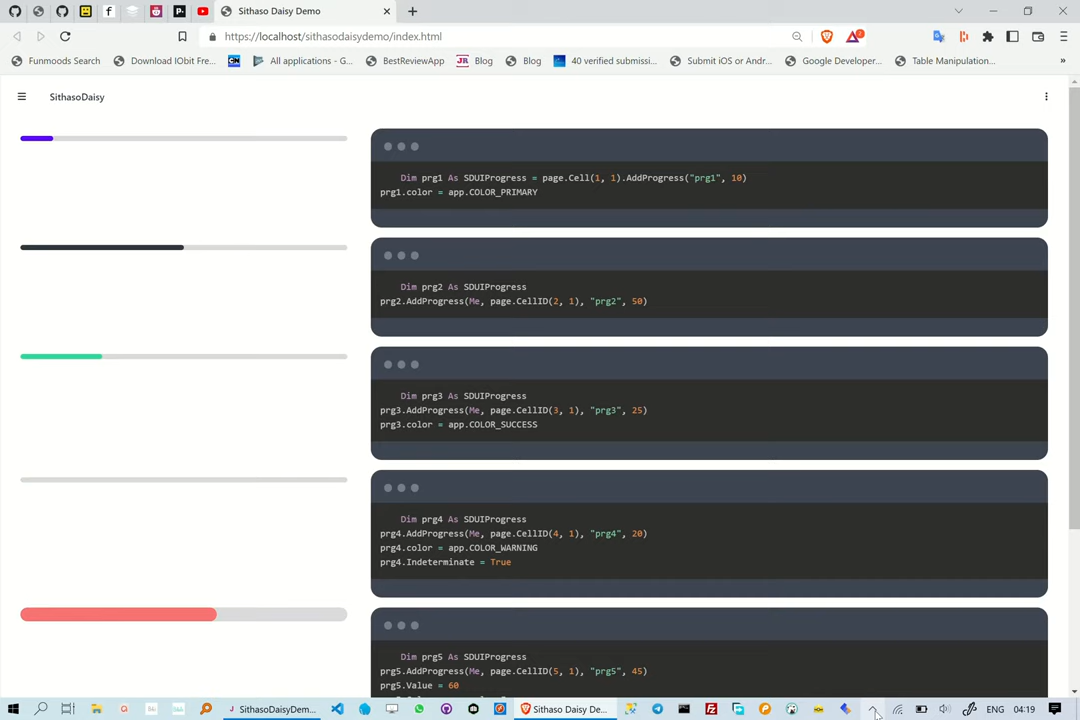 Sithaso Daisy Demo
https://localhost/sithasodaisydemo/index.html
2
Funmoods Search
Download IObit Fre...
All applications - G...
BestReviewApp
JR Blog
Blog
40 verified submissi...
Submit iOS or Andr...
Google Developer...
Table Manipulation...
»
SithasoDaisy
Dim prg1 As SDUIProgress = page.Cell(1, 1).AddProgress("prg1", 10)
prg1.color = app.COLOR_PRIMARY
Dim prg2 As SDUIProgress
prg2.AddProgress(Me, page.CellID(2, 1), "prg2", 50)
Dim prg3 As SDUIProgress
prg3.AddProgress(Me, page.CellID(3, 1), "prg3", 25)
prg3.color = app.COLOR_SUCCESS
Dim prg4 As SDUIProgress
prg4.AddProgress(Me, page.CellID(4, 1), "prg4", 20)
prg4.color = app.COLOR_WARNING
prg4.Indeterminate = True
Dim prg5 As SDUIProgress
prg5.AddProgress(Me, page.CellID(5, 1), "prg5", 45)
prg5.Value = 60
SithasoDaisyDem...
Sithaso Daisy De...
ENG
04:19